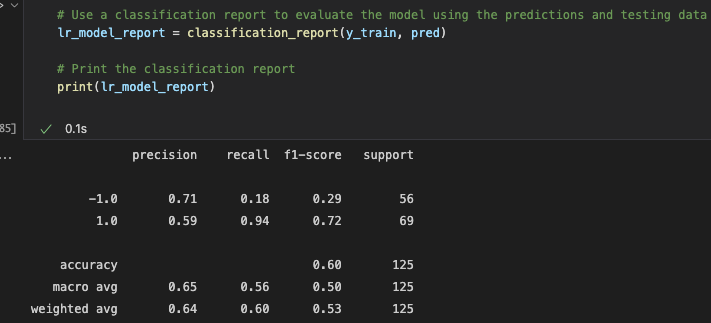 # Use a classification report to evaluate the model using the predictions and testing data
lr_model_report = classification_report(y_train, pred)
# Print the classification report
print(lr_model_report)
85] ✓ 0.1s
... precision recall f1-score support
-1.0 0.71 0.18 0.29 56
1.0 0.59 0.94 0.72 69
accuracy 0.60 125
macro avg 0.65 0.56 0.50 125
weighted avg 0.64 0.60 0.53 125